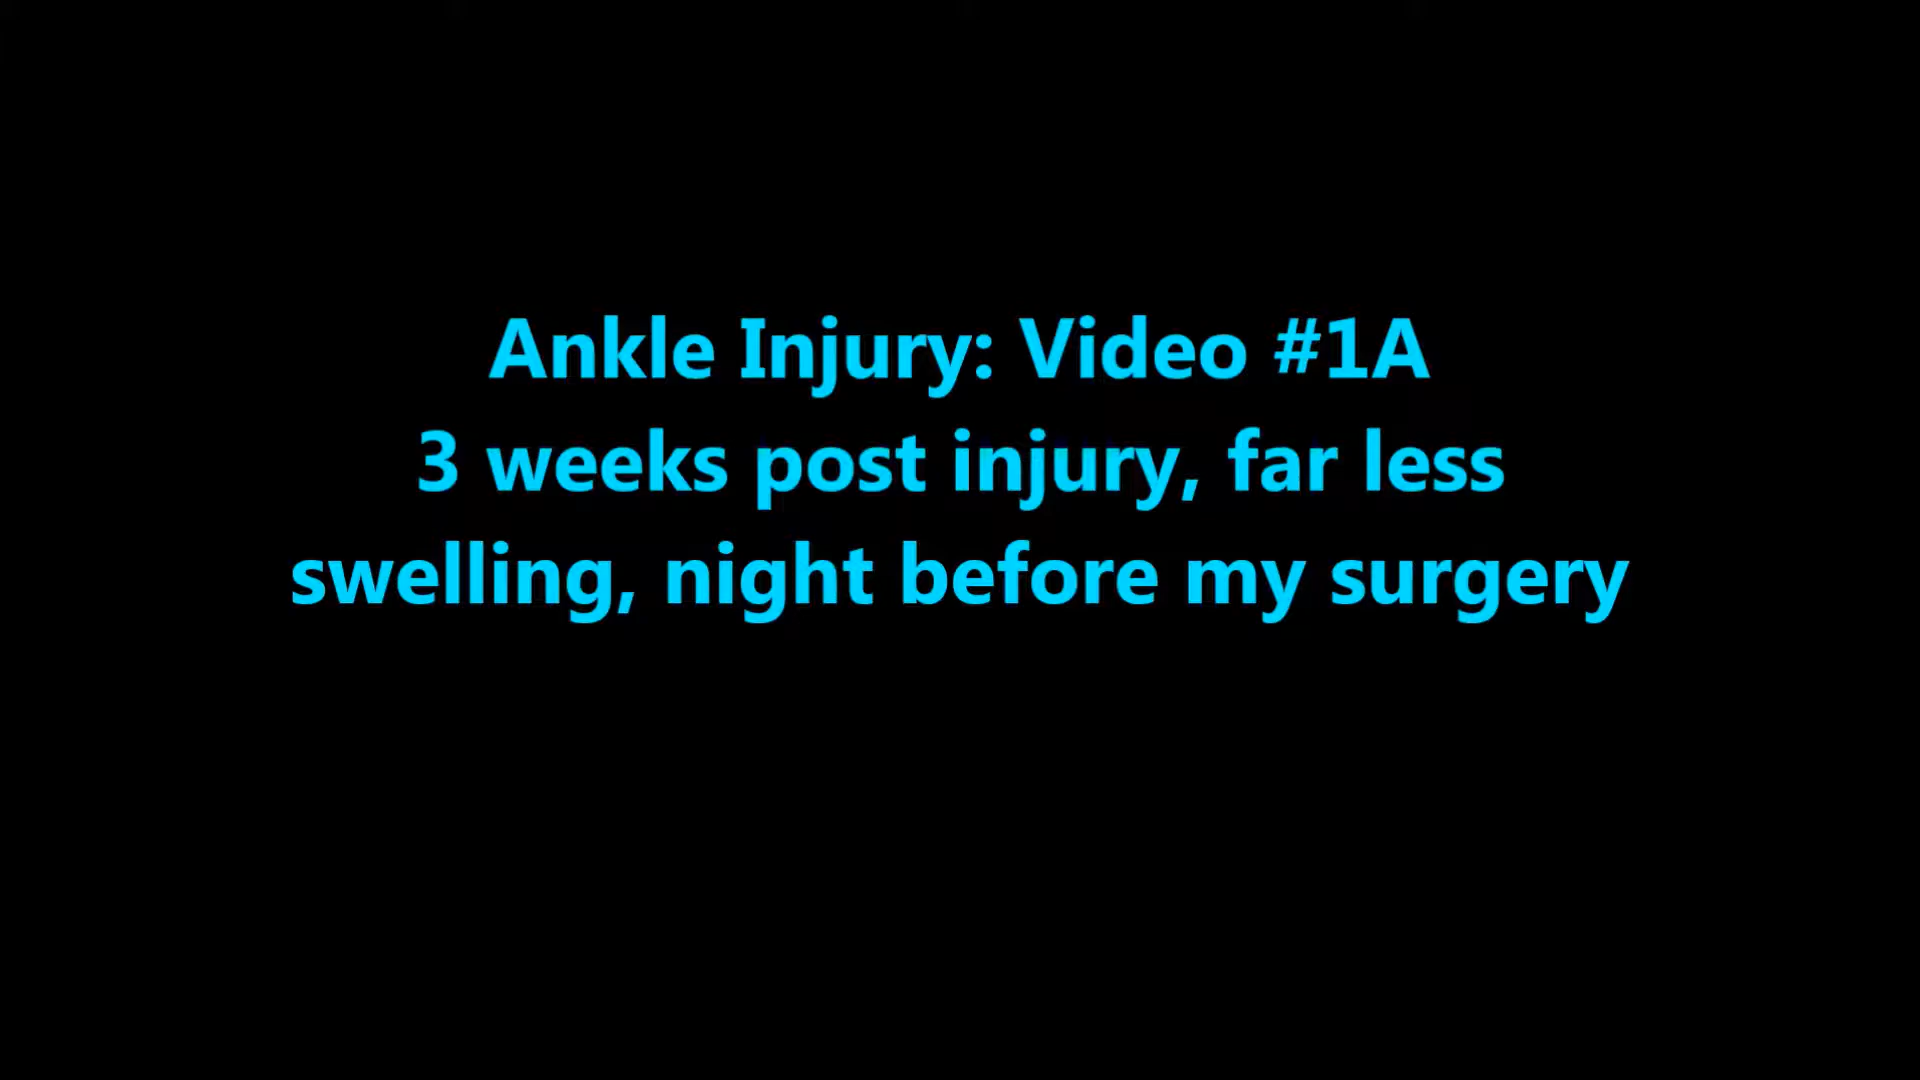 Ankle Injury: Video #1A
3 weeks post injury, far less
swelling, night before my surgery